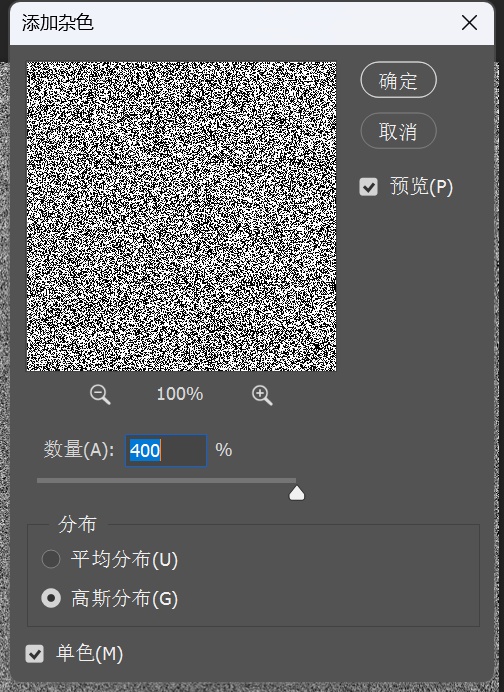 添加杂色
确定
取消
预览(P)
100%
数量(A): 400 %
分布
平均分布(U)
高斯分布(G)
单色(M)